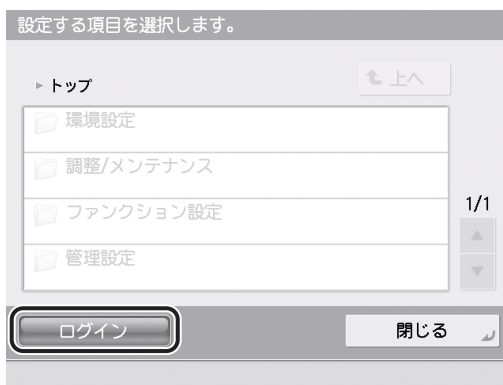 設定する項目を選択します。
トップ
上へ
環境設定
調整/メンテナンス
ファンクション設定
管理設定
1/1
ログイン
閉じる